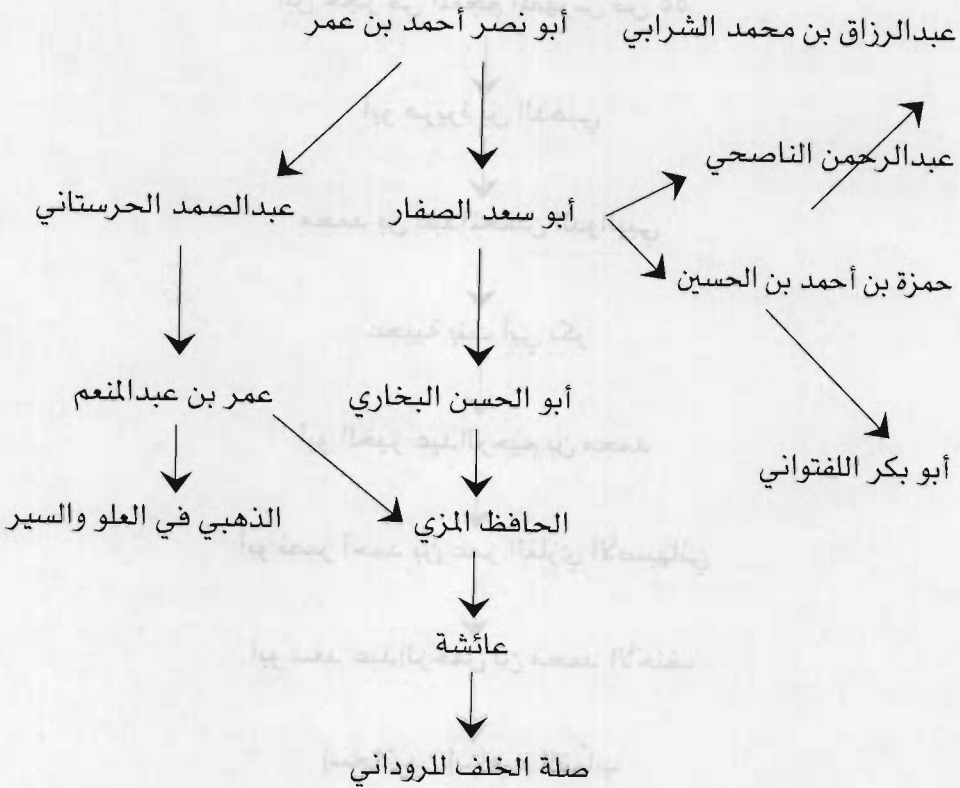 عبدالرزاق بن محمد الشرابي
أبو نصر أحمد بن عمر
عبدالرحمن الناصحي
أبو سعد الصفار
عبدالصمد الحرستاني
حمزة بن أحمد بن الحسين
أبو الحسن البخاري
عمر بن عبدالمنعم
أبو بكر اللفتواني
الحافظ المزي
الذهبي في العلو والسير
عائشة
صلة الخلف للروداني